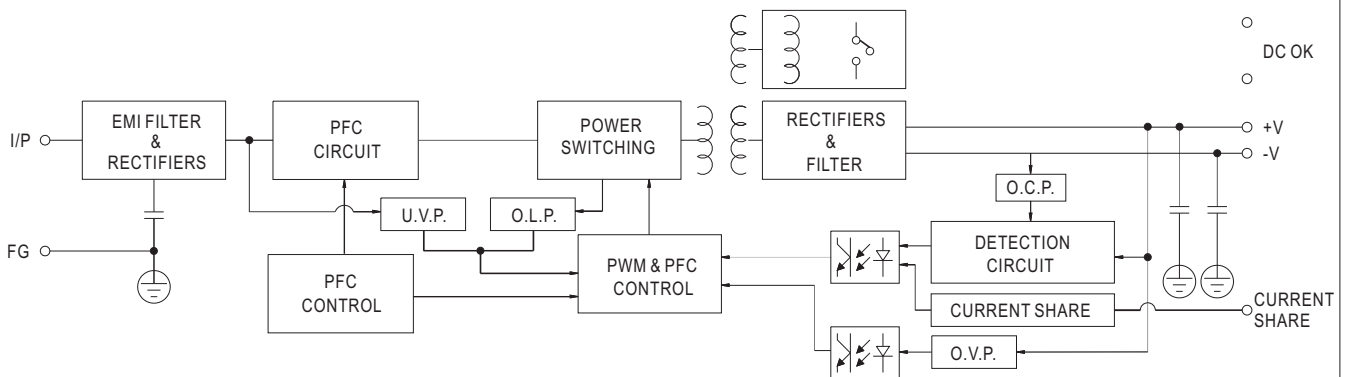 DC OK
I/P
EMI FILTER
&
RECTIFIERS
PFC
CIRCUIT
POWER
SWITCHING
RECTIFIERS
&
FILTER
+V
-V
O.C.P.
U.V.P.
O.L.P.
FG
PFC
CONTROL
PWM & PFC
CONTROL
DETECTION
CIRCUIT
CURRENT SHARE
CURRENT
SHARE
O.V.P.